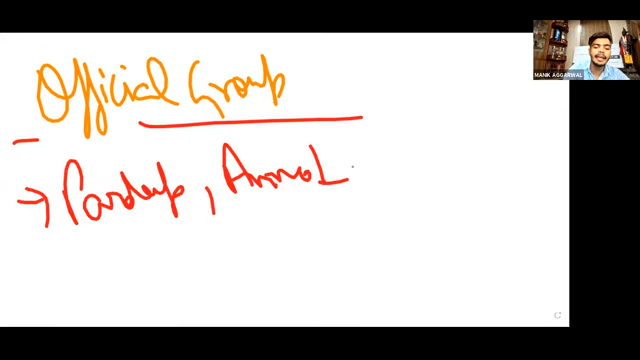 Official Group
→ Pardeep, Anmol
MANIK AGGARWAL